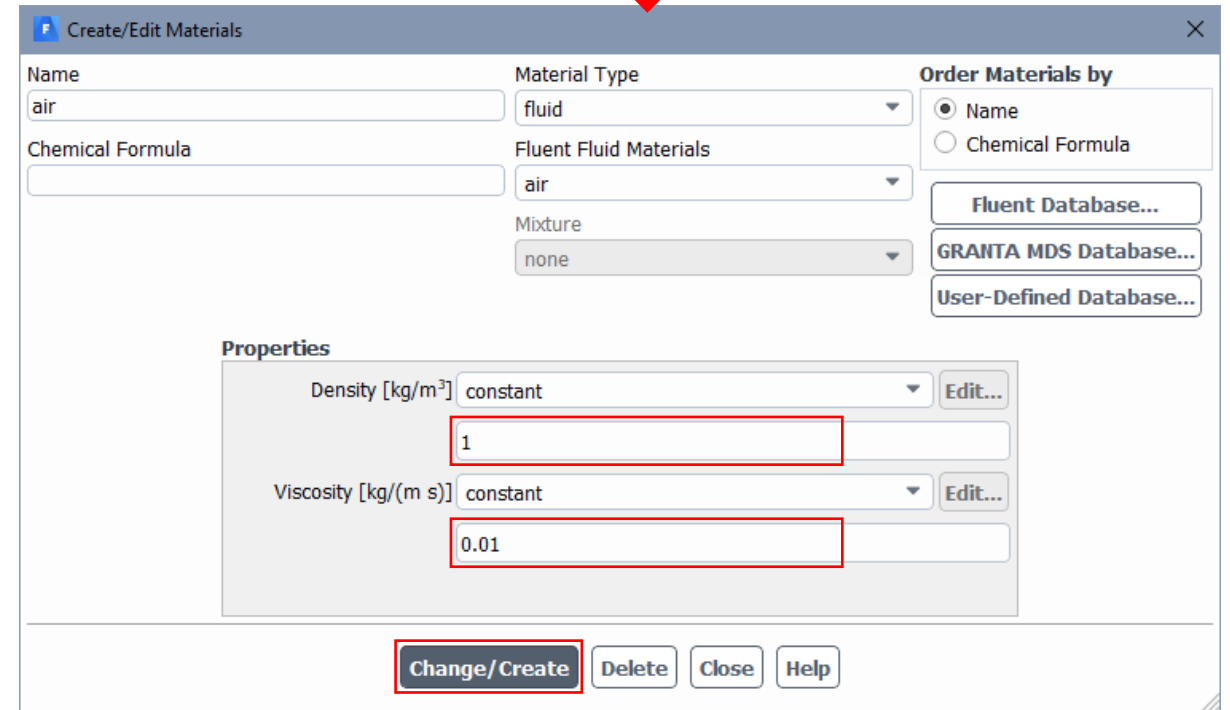 F Create/Edit Materials
Name
air
Chemical Formula
Material Type
fluid
Fluent Fluid Materials
air
Mixture
none
Order Materials by
Name
Chemical Formula
Fluent Database...
GRANTA MDS Database...
User-Defined Database...
Properties
Density [kg/m³] constant Edit...
1
Viscosity [kg/(m s)] constant Edit...
0.01
Change/Create Delete Close Help